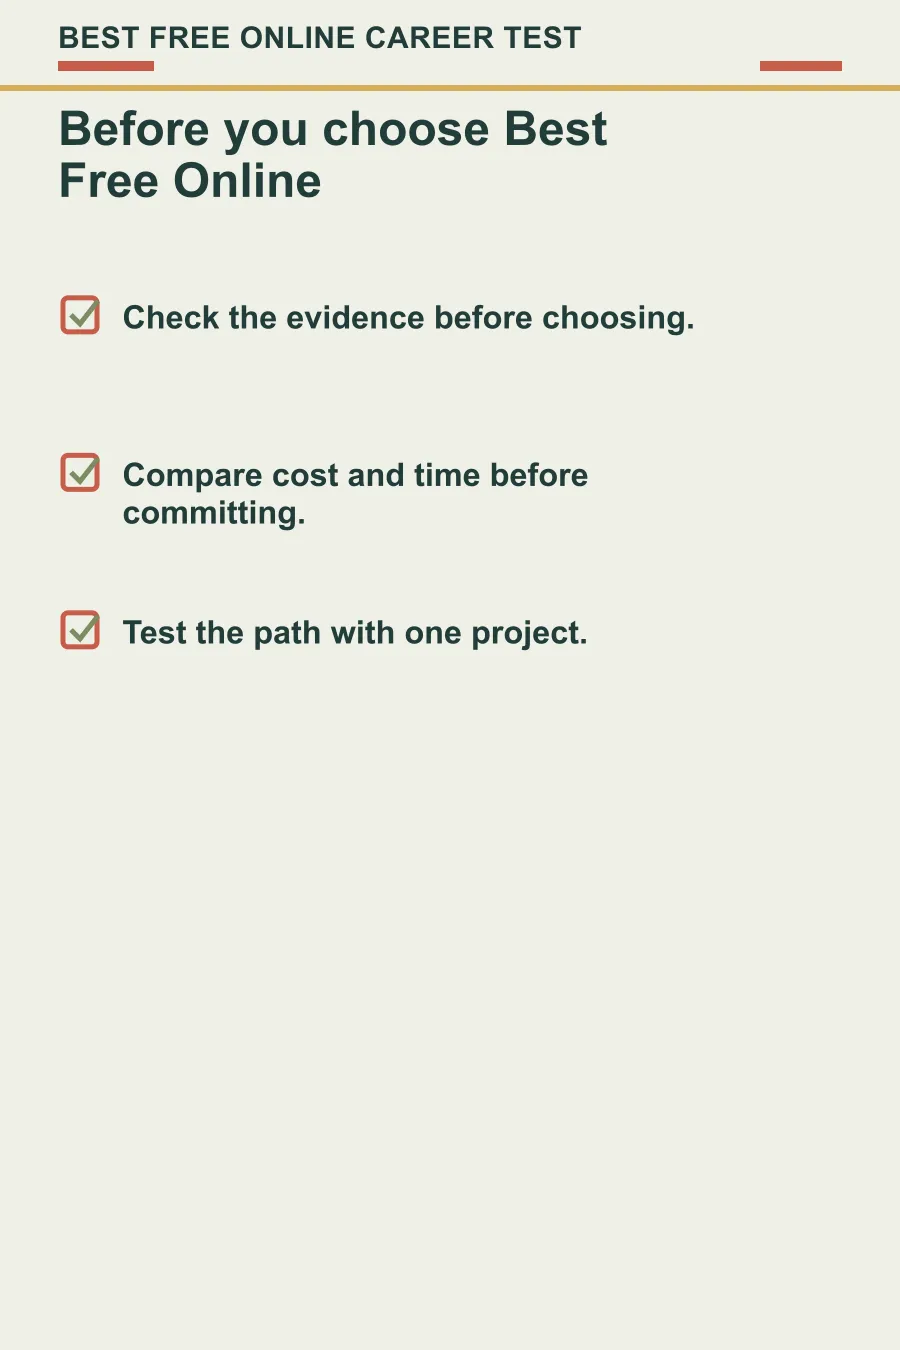 BEST FREE ONLINE CAREER TEST
Before you choose Best
Free Online
Check the evidence before choosing.
Compare cost and time before
committing.
Test the path with one project.